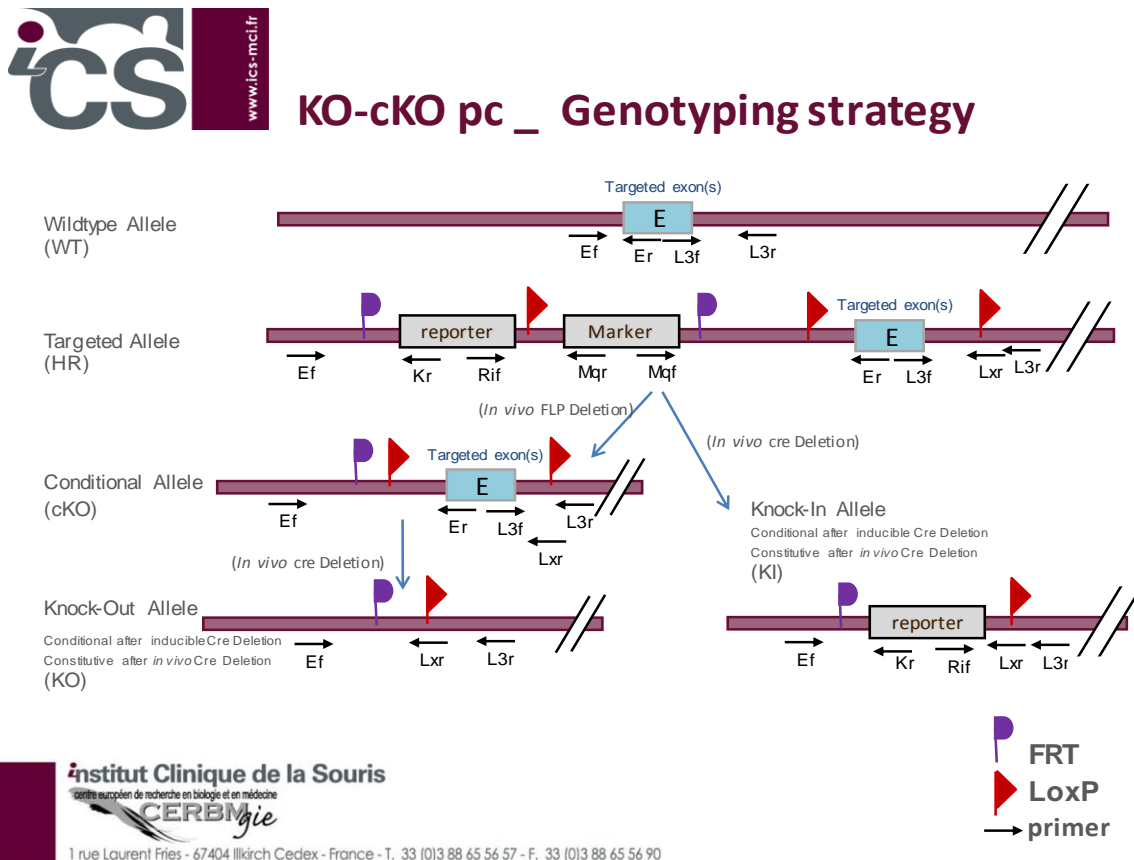 iCS
www.ics-mci.fr
KO-cKO pc _ Genotyping strategy
Targeted exon(s)
Wildtype Allele
(WT)
E
Ef
Er
L3f
L3r
Targeted exon(s)
Targeted Allele
(HR)
reporter
Marker
E
Ef
Kr
Rif
Mqr
Mqf
Er
L3f
Lxr
L3r
(In vivo FLP Deletion)
(In vivo cre Deletion)
Conditional Allele
(cKO)
Targeted exon(s)
E
Ef
Er
L3f
L3r
Lxr
(In vivo cre Deletion)
Knock-In Allele
Conditional after inducible Cre Deletion
Constitutive after in vivo Cre Deletion
(KI)
reporter
Ef
Kr
Rif
Lxr
L3r
Knock-Out Allele
Conditional after inducible Cre Deletion
Constitutive after in vivo Cre Deletion
(KO)
Ef
Lxr
L3r
FRT
LoxP
primer
institut Clinique de la Souris
centre européen de recherche en biologie et en médecine
CERBM gie
1 rue Laurent Fries - 67404 Illkirch Cedex - France - T. 33 (0)3 88 65 56 57 - F. 33 (0)3 88 65 56 90